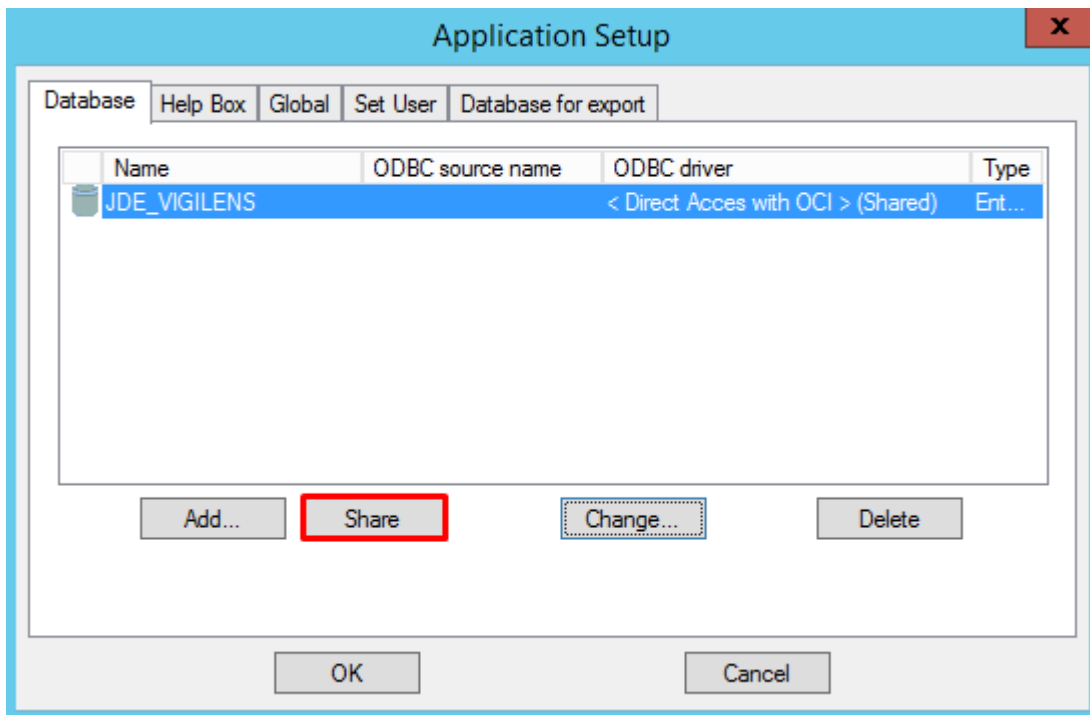 Application Setup
x
Database Help Box Global Set User Database for export
Name ODBC source name ODBC driver Type
JDE_VIGILENS < Direct Acces with OCI > (Shared) Ent...
Add... Share Change... Delete
OK Cancel